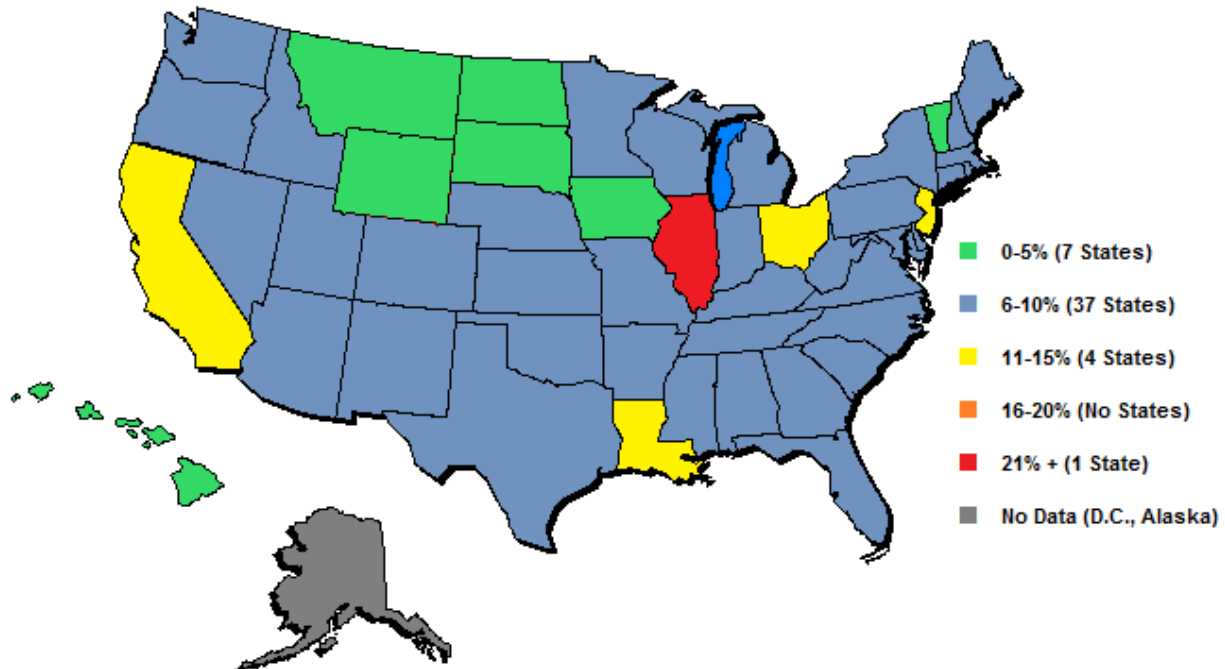 0-5% (7 States)
6-10% (37 States)
11-15% (4 States)
16-20% (No States)
21% + (1 State)
No Data (D.C., Alaska)